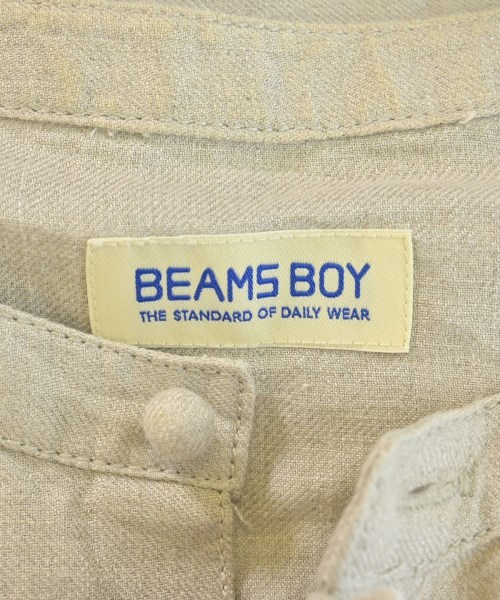 BEAMS BOY
THE STANDARD OF DAILY WEAR